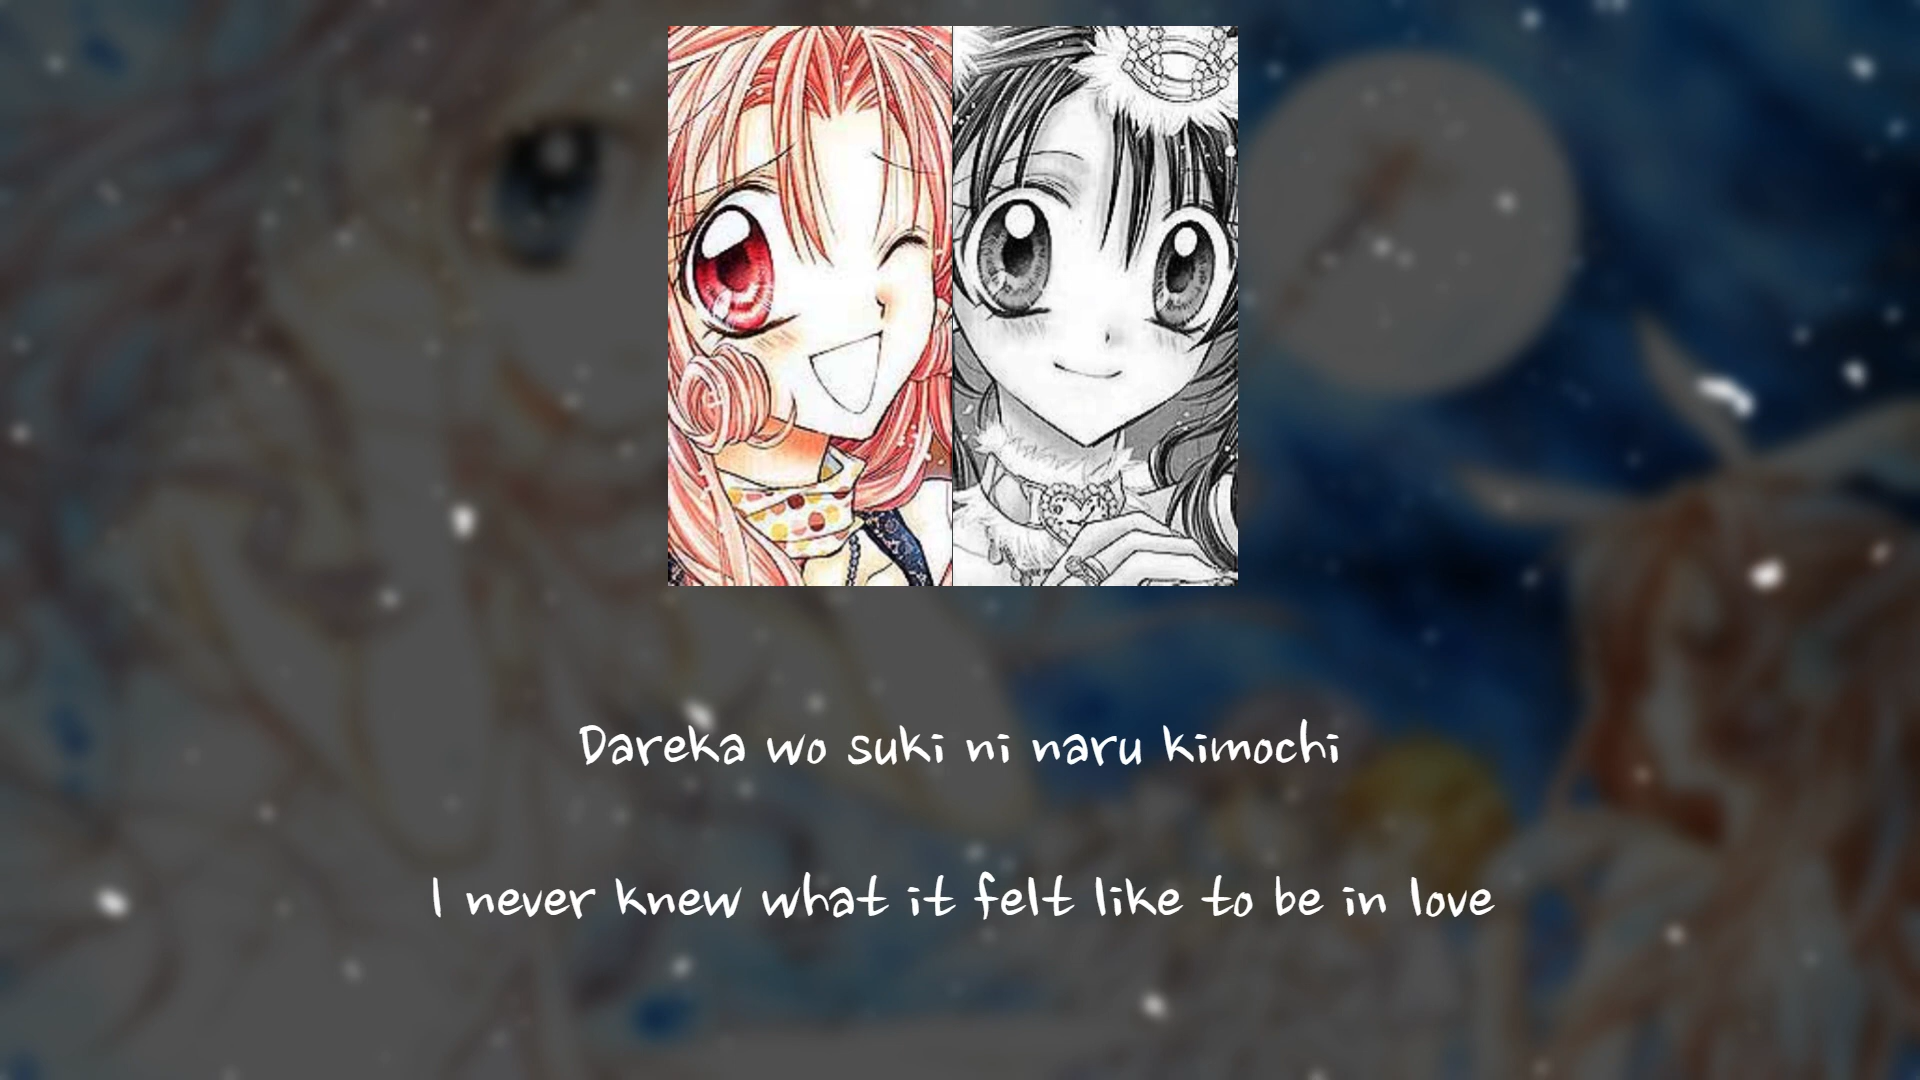 Dareka wo suki ni naru kimochi
I never knew what it felt like to be in love